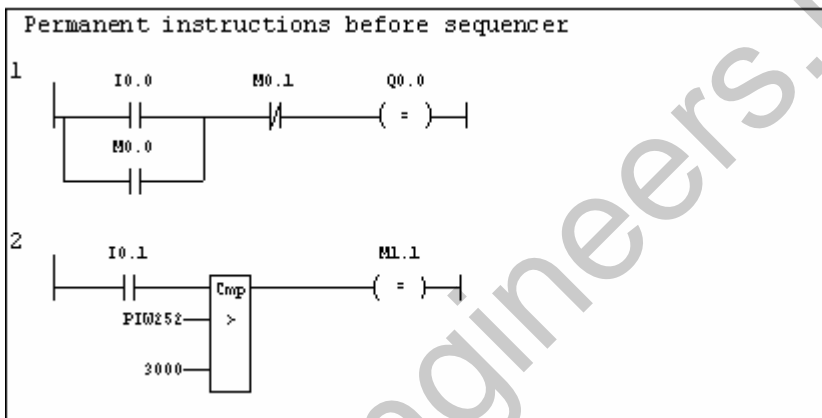 Permanent instructions before sequencer
1
I0.0 M0.1 Q0.0
( = )
M0.0
2
I0.1 M1.1
Cmp ( = )
PIW252 >
3000
gineers.